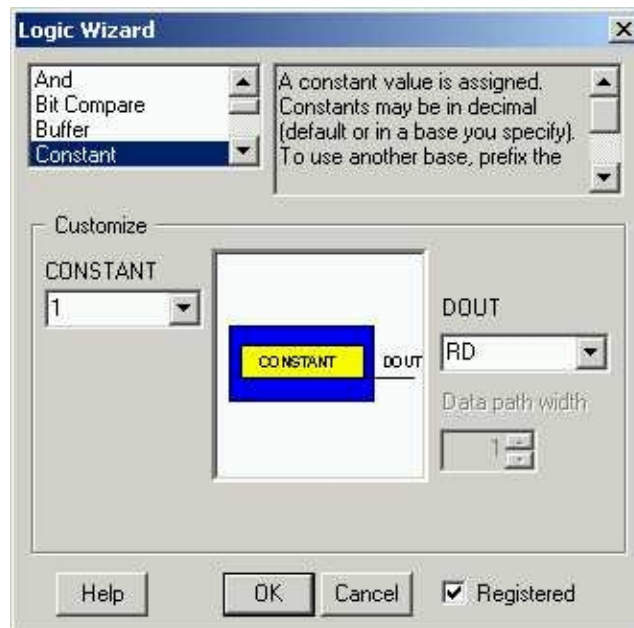 Logic Wizard
And
Bit Compare
Buffer
Constant
A constant value is assigned.
Constants may be in decimal
(default or in a base you specify).
To use another base, prefix the
Customize
CONSTANT
1
CONSTANT
DOUT
DOUT
RD
Data path width
1
Help
OK
Cancel
Registered